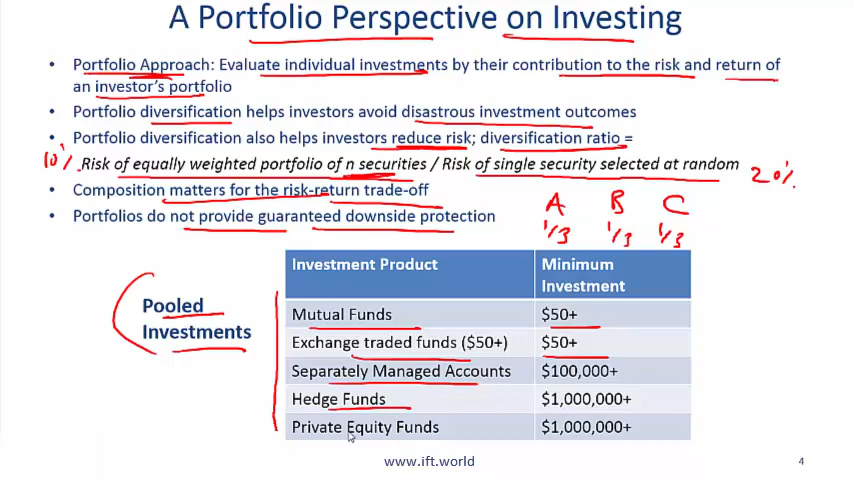 A Portfolio Perspective on Investing
• Portfolio Approach: Evaluate individual investments by their contribution to the risk and return of
an investor's portfolio
• Portfolio diversification helps investors avoid disastrous investment outcomes
• Portfolio diversification also helps investors reduce risk; diversification ratio =
10% Risk of equally weighted portfolio of n securities / Risk of single security selected at random 20%
• Composition matters for the risk-return trade-off
• Portfolios do not provide guaranteed downside protection
A B C
1/3 1/3 1/3
Pooled
Investments
Investment Product Minimum
Investment
Mutual Funds $50+
Exchange traded funds ($50+) $50+
Separately Managed Accounts $100,000+
Hedge Funds $1,000,000+
Private Equity Funds $1,000,000+
www.ift.world 4